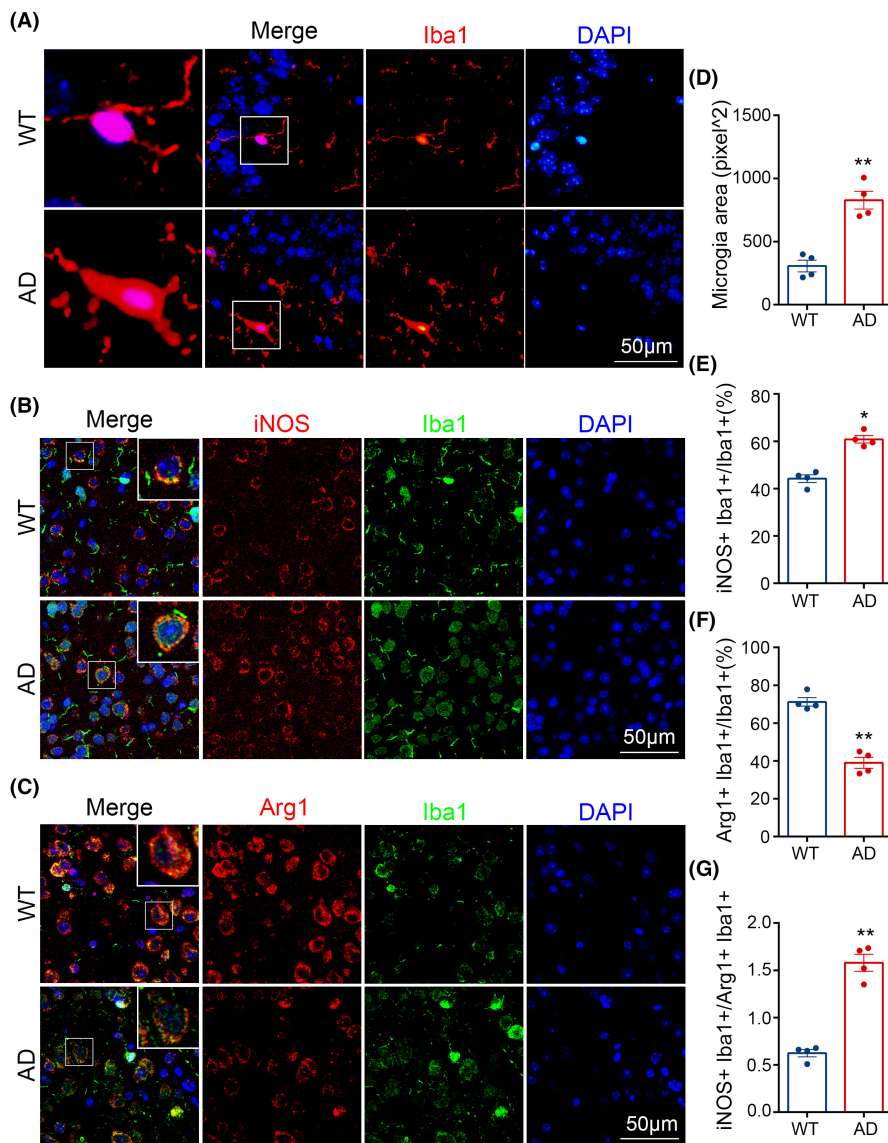 (A)
Merge Iba1 DAPI
WT
AD
50µm
(B)
Merge iNOS Iba1 DAPI
WT
AD
50µm
(C)
Merge Arg1 Iba1 DAPI
WT
AD
50µm
(D)
Microgia area (pixel^2)
1500
1000
500
0
**
WT AD
(E)
iNOS+ Iba1+/Iba1+(%)
80
60
40
20
0
*
WT AD
(F)
Arg1+ Iba1+/Iba1+(%)
100
80
60
40
20
0
**
WT AD
(G)
iNOS+ Iba1+/Arg1+ Iba1+
2.0
1.5
1.0
0.5
0.0
**
WT AD